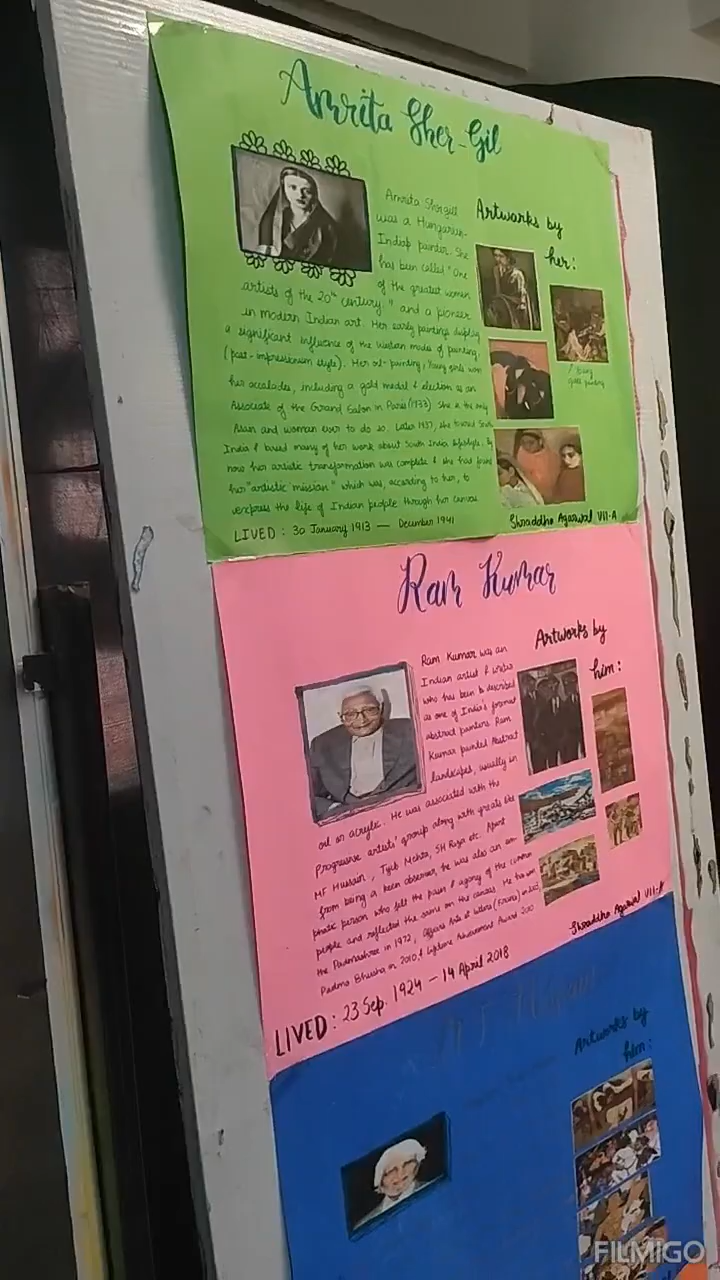 Amrita Sher-Gil
Amrita Shergill
was a Hungarian-
Indian painter. She
has been called "One
of the greatest women
artists of the 20th century." and a pioneer
in modern Indian art. Her early paintings display
a significant influence of the Western modes of painting
(post-impressionism style). Her oil-painting, Young girls won
her accolades, including a gold medal & election as an
Associate of the Grand Salon in Paris (1933) She is the only
Asian and woman ever to do so. Later 1937, she toured South
India & based many of her work about South India lifestyle. By
now her artistic transformation was complete & she had found
her "artistic mission" which was, according to her, to
express the life of Indian people through her canvas
LIVED : 30 January 1913 — December 1941
Artworks by
her:
Young
girls painting
Shraddha Agarwal VII-A
Ram Kumar
Ram Kumar was an
Indian artist & writer
who has been described
as one of India's
abstract painters. Ram
Kumar painted Abstract
landscapes, usually in
oil or acrylic. He was associated with the
Progressive artists' group along with greats like
MF Hussain, Tyeb Mehta, SH Raza etc. Apart
from being a keen observer, he was also an em-
phatic person who felt the pain & agony of the common
people and reflected the same on the canvas. He has won
the Padmashree in 1972, (France) in
Padma Bhushan in 2010, & Lifetime Achievement Award
LIVED : 23 Sep. 1924 — 14 April 2018
Artworks by
him:
Shraddha Agarwal VII-A
Artworks by
him:
FILMIGO